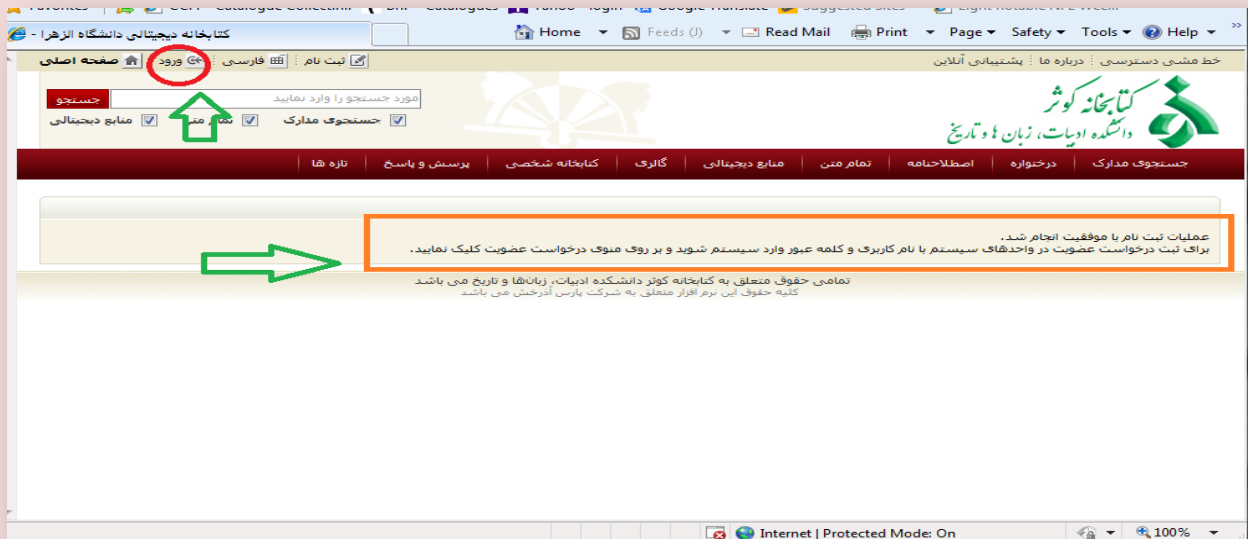 Home Feeds (J) Read Mail Print Page Safety Tools Help
کتابخانه دیجیتالی دانشگاه الزهرا -
خط مشی دسترسی درباره ما پشتیبانی آنلاین
ثبت نام فارسی ورود صفحه اصلی
کتابخانه کوثر
دانشکده ادبیات، زبان ها و تاریخ
مورد جستجو را وارد نمایید جستجو
جستجوی مدارک تمام متن منابع دیجیتالی
جستجوی مدارک درختواره اصطلاحنامه تمام متن منابع دیجیتالی گالری کتابخانه شخصی پرسش و پاسخ تازه ها
عملیات ثبت نام با موفقیت انجام شد.
برای ثبت درخواست عضویت در واحدهای سیستم با نام کاربری و کلمه عبور وارد سیستم شوید و بر روی منوی درخواست عضویت کلیک نمایید.
تمامی حقوق متعلق به کتابخانه کوثر دانشکده ادبیات، زبان‌ها و تاریخ می باشد
کلیه حقوق این نرم افزار متعلق به شرکت پارس آذرخش می باشد
Internet | Protected Mode: On 100%